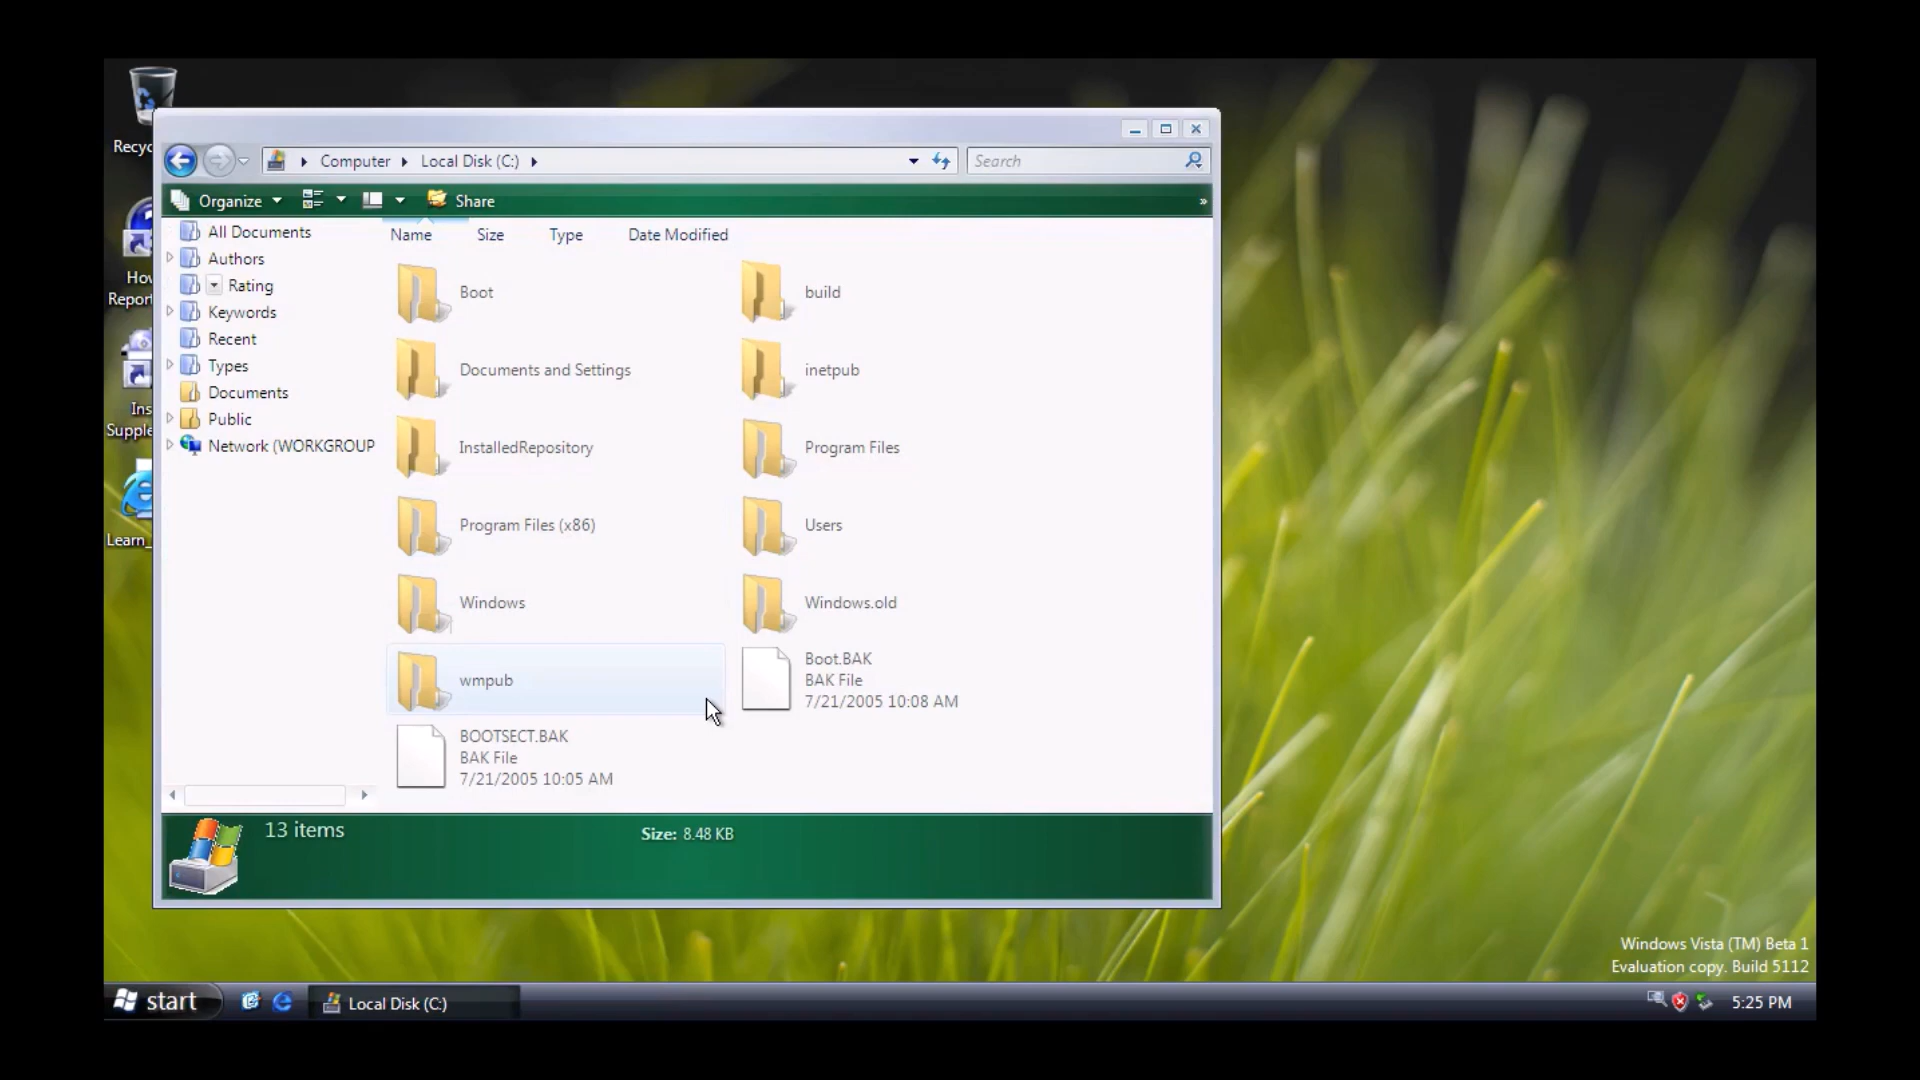 Recyc
How
Report
Ins
Supple
Learn_
Computer
Local Disk (C:)
Search
Organize
Share
»
All Documents
Authors
Rating
Keywords
Recent
Types
Documents
Public
Network (WORKGROUP
Name Size Type Date Modified
Boot
build
Documents and Settings
inetpub
InstalledRepository
Program Files
Program Files (x86)
Users
Windows
Windows.old
wmpub
Boot.BAK
BAK File
7/21/2005 10:08 AM
BOOTSECT.BAK
BAK File
7/21/2005 10:05 AM
13 items
Size: 8.48 KB
Windows Vista (TM) Beta 1
Evaluation copy. Build 5112
start
Local Disk (C:)
5:25 PM